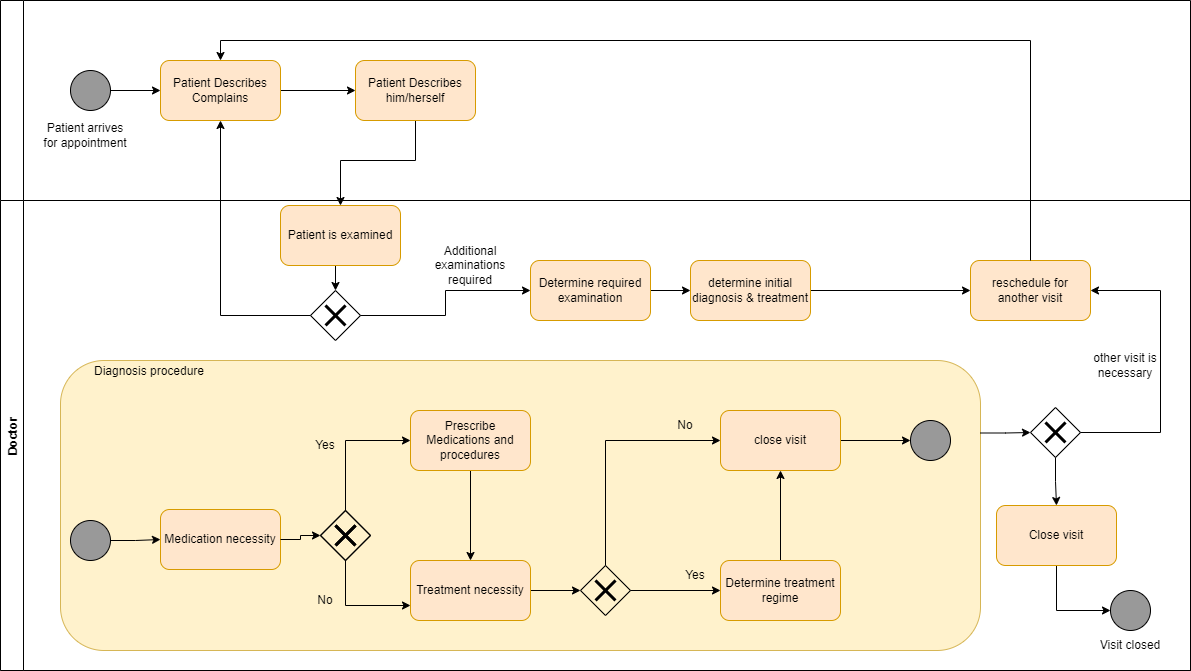 Patient Describes
Complains
Patient Describes
him/herself
Patient arrives
for appointment
Doctor
Patient is examined
Additional
examinations
required
Determine required
examination
determine initial
diagnosis & treatment
reschedule for
another visit
other visit is
necessary
Diagnosis procedure
Yes
Prescribe
Medications and
procedures
No
close visit
Medication necessity
No
Treatment necessity
Yes
Determine treatment
regime
Close visit
Visit closed